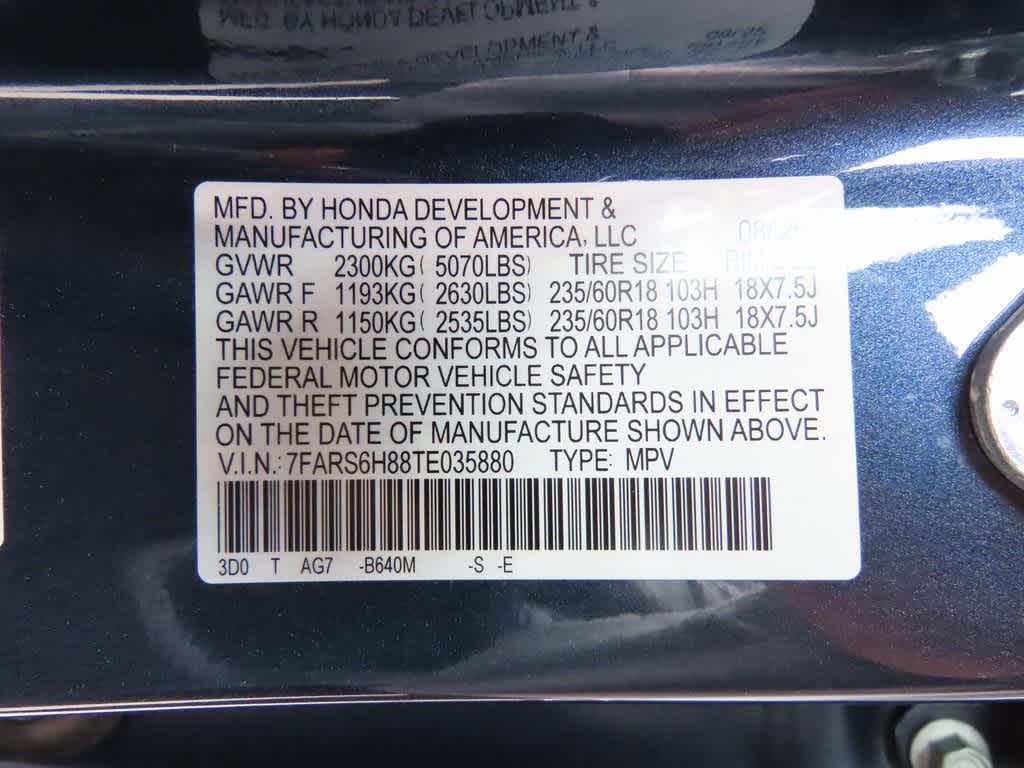 MFD. BY HONDA DEVELOPMENT &
MANUFACTURING OF AMERICA, LLC
GVWR 2300KG( 5070LBS) TIRE SIZE RIM
GAWR F 1193KG( 2630LBS) 235/60R18 103H 18X7.5J
GAWR R 1150KG( 2535LBS) 235/60R18 103H 18X7.5J
THIS VEHICLE CONFORMS TO ALL APPLICABLE
FEDERAL MOTOR VEHICLE SAFETY
AND THEFT PREVENTION STANDARDS IN EFFECT
ON THE DATE OF MANUFACTURE SHOWN ABOVE.
V.I.N.: 7FARS6H88TE035880 TYPE: MPV
3D0 T AG7 -B640M -S -E